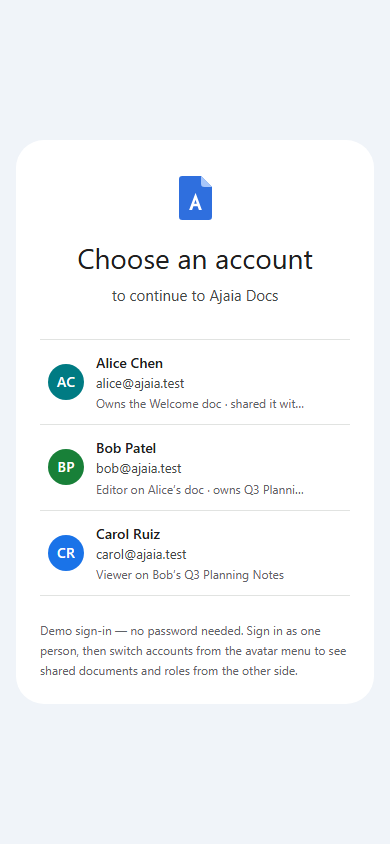 A
Choose an account
to continue to Ajaia Docs
AC
Alice Chen
alice@ajaia.test
Owns the Welcome doc · shared it wit...
BP
Bob Patel
bob@ajaia.test
Editor on Alice's doc · owns Q3 Planni...
CR
Carol Ruiz
carol@ajaia.test
Viewer on Bob's Q3 Planning Notes
Demo sign-in — no password needed. Sign in as one
person, then switch accounts from the avatar menu to see
shared documents and roles from the other side.